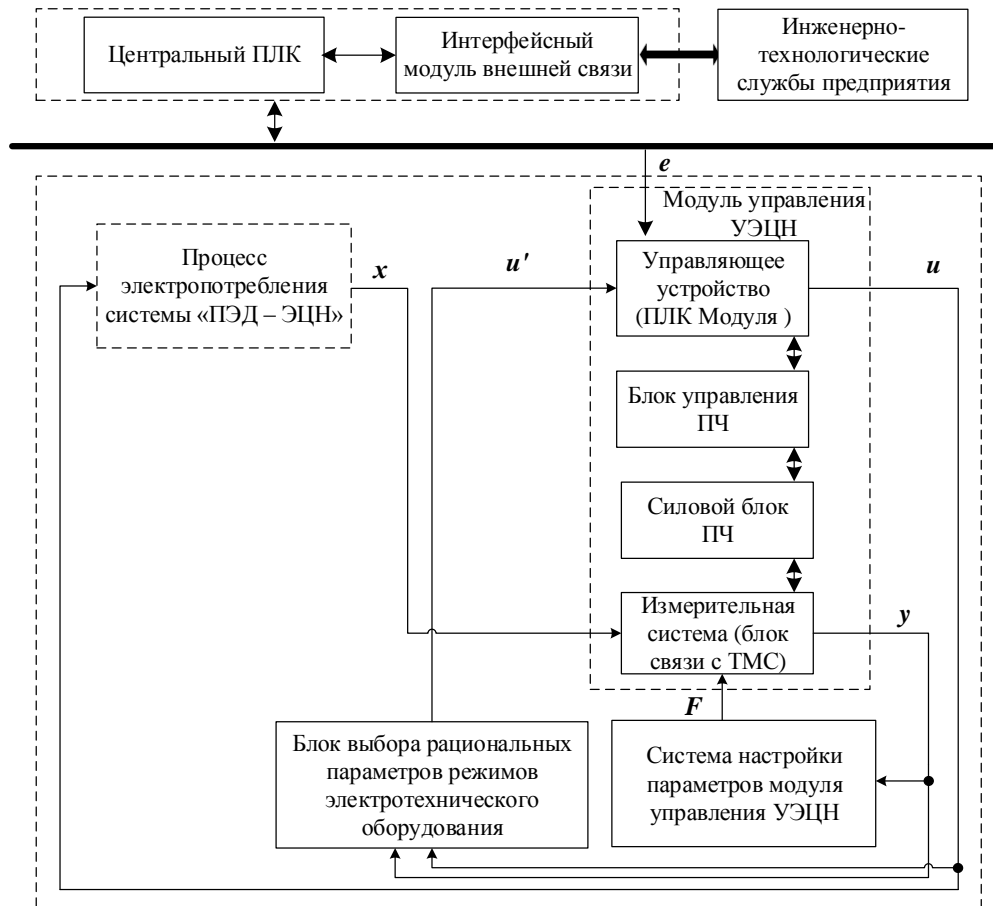 Центральный ПЛК
Интерфейсный
модуль внешней связи
Инженерно-
технологические
службы предприятия
e
Модуль управления
УЭЦН
Процесс
электропотребления
системы «ПЭД – ЭЦН»
x
u'
Управляющее
устройство
(ПЛК Модуля )
u
Блок управления
ПЧ
Силовой блок
ПЧ
Измерительная
система (блок
связи с ТМС)
y
F
Блок выбора рациональных
параметров режимов
электротехнического
оборудования
Система настройки
параметров модуля
управления УЭЦН